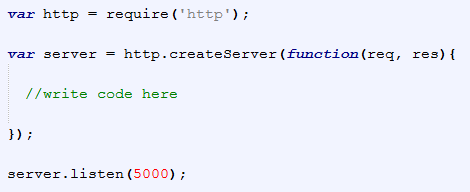 var http = require('http');
var server = http.createServer(function(req, res){
//write code here
});
server.listen(5000);